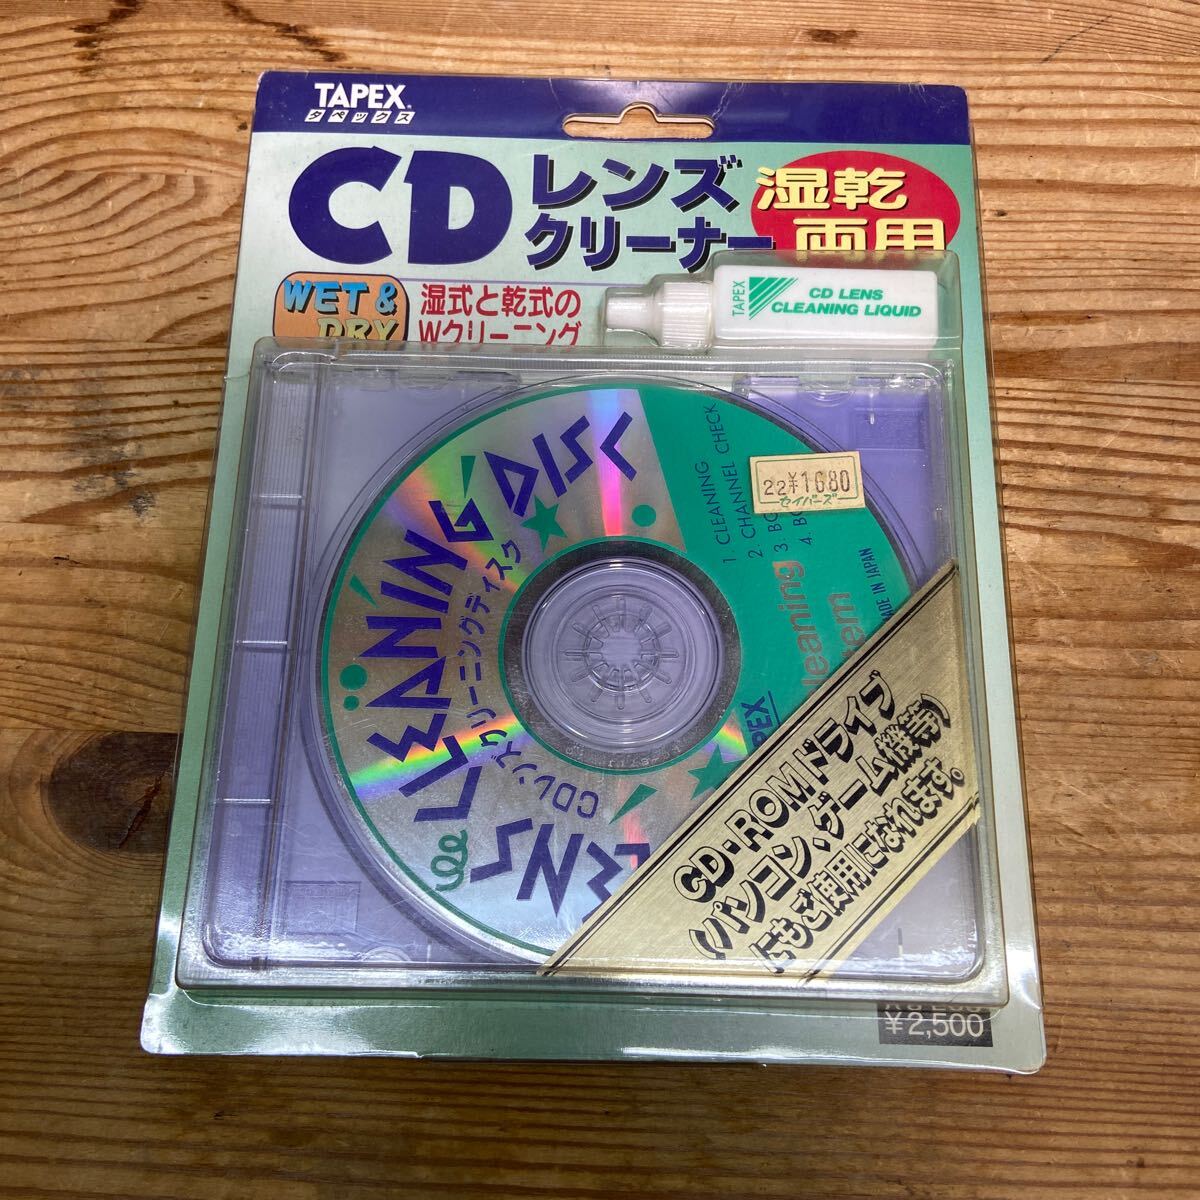 TAPEX
タペックス
CD レンズ
クリーナー
湿乾
両用
WET &
DRY
湿式と乾式の
Wクリーニング
TAPEX
CD LENS
CLEANING LIQUID
LENS CLEANING DISC
CDレンズクリーニングディスク
1. CLEANING
2. CHANNEL CHECK
3.
4.
22 ¥1680
セイバーズ
MADE IN JAPAN
TAPEX
CD・ROMドライブ
(パソコン、ゲーム機等)
にもご使用になれます。
¥2,500